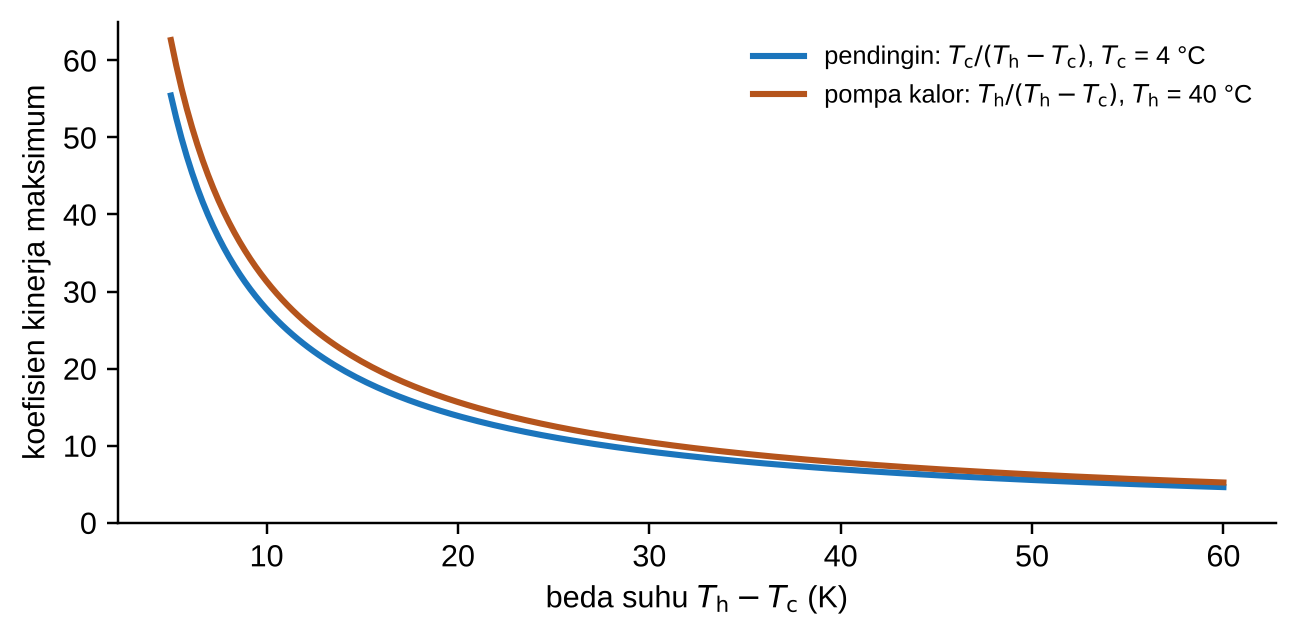 pendingin: Tc/(Th − Tc), Tc = 4 °C
pompa kalor: Th/(Th − Tc), Th = 40 °C
koefisien kinerja maksimum
60
50
40
30
20
10
0
10 20 30 40 50 60
beda suhu Th − Tc (K)